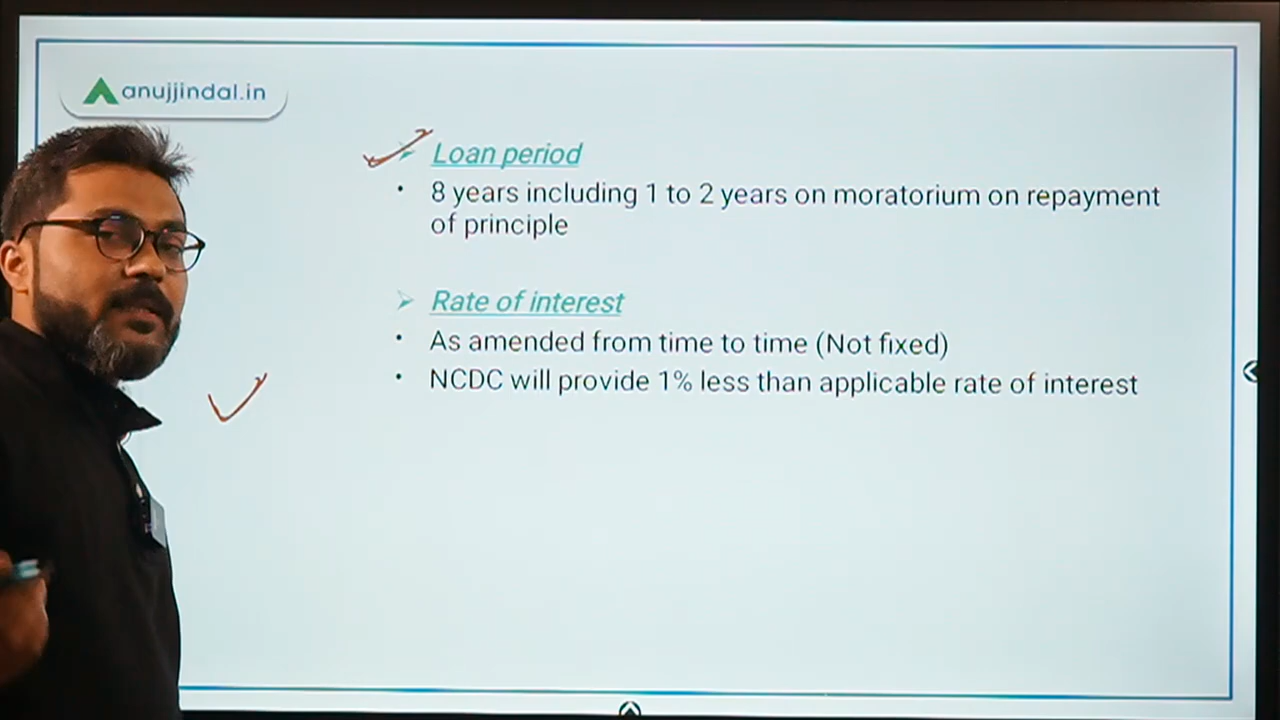 anujjindal.in
Loan period
8 years including 1 to 2 years on moratorium on repayment
of principle
Rate of interest
As amended from time to time (Not fixed)
NCDC will provide 1% less than applicable rate of interest